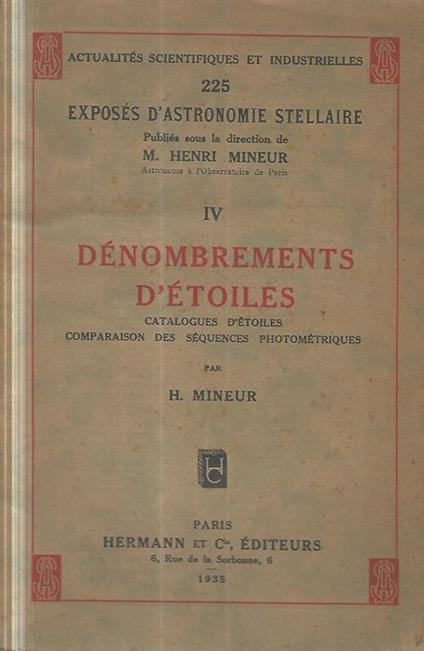 ACTUALITÉS SCIENTIFIQUES ET INDUSTRIELLES
225
EXPOSÉS D'ASTRONOMIE STELLAIRE
Publiés sous la direction de
M. HENRI MINEUR
Astronome à l'Observatoire de Paris
IV
DÉNOMBREMENTS
D'ÉTOILES
CATALOGUES D'ÉTOILES
COMPARAISON DES SÉQUENCES PHOTOMÉTRIQUES
PAR
H. MINEUR
HC
PARIS
HERMANN ET Cie, ÉDITEURS
6, Rue de la Sorbonne, 6
1935